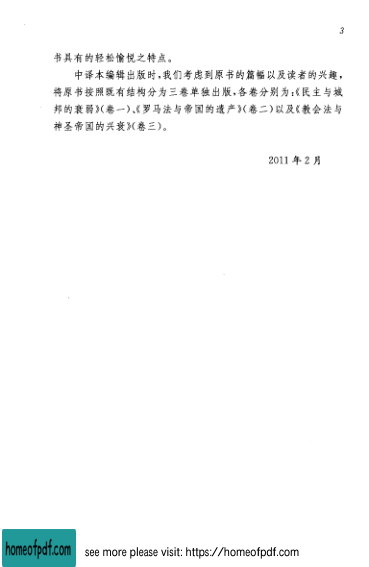 3
书具有的轻松愉悦之特点。
中译本编辑出版时,我们考虑到原书的篇幅以及读者的兴趣,
将原书按照既有结构分为三卷单独出版,各卷分别为:《民主与城
邦的衰弱》(卷一)、《罗马法与帝国的遗产》(卷二)以及《教会法与
神圣帝国的兴衰》(卷三)。
2011 年 2 月
homeofpdf.com
see more please visit: https://homeofpdf.com